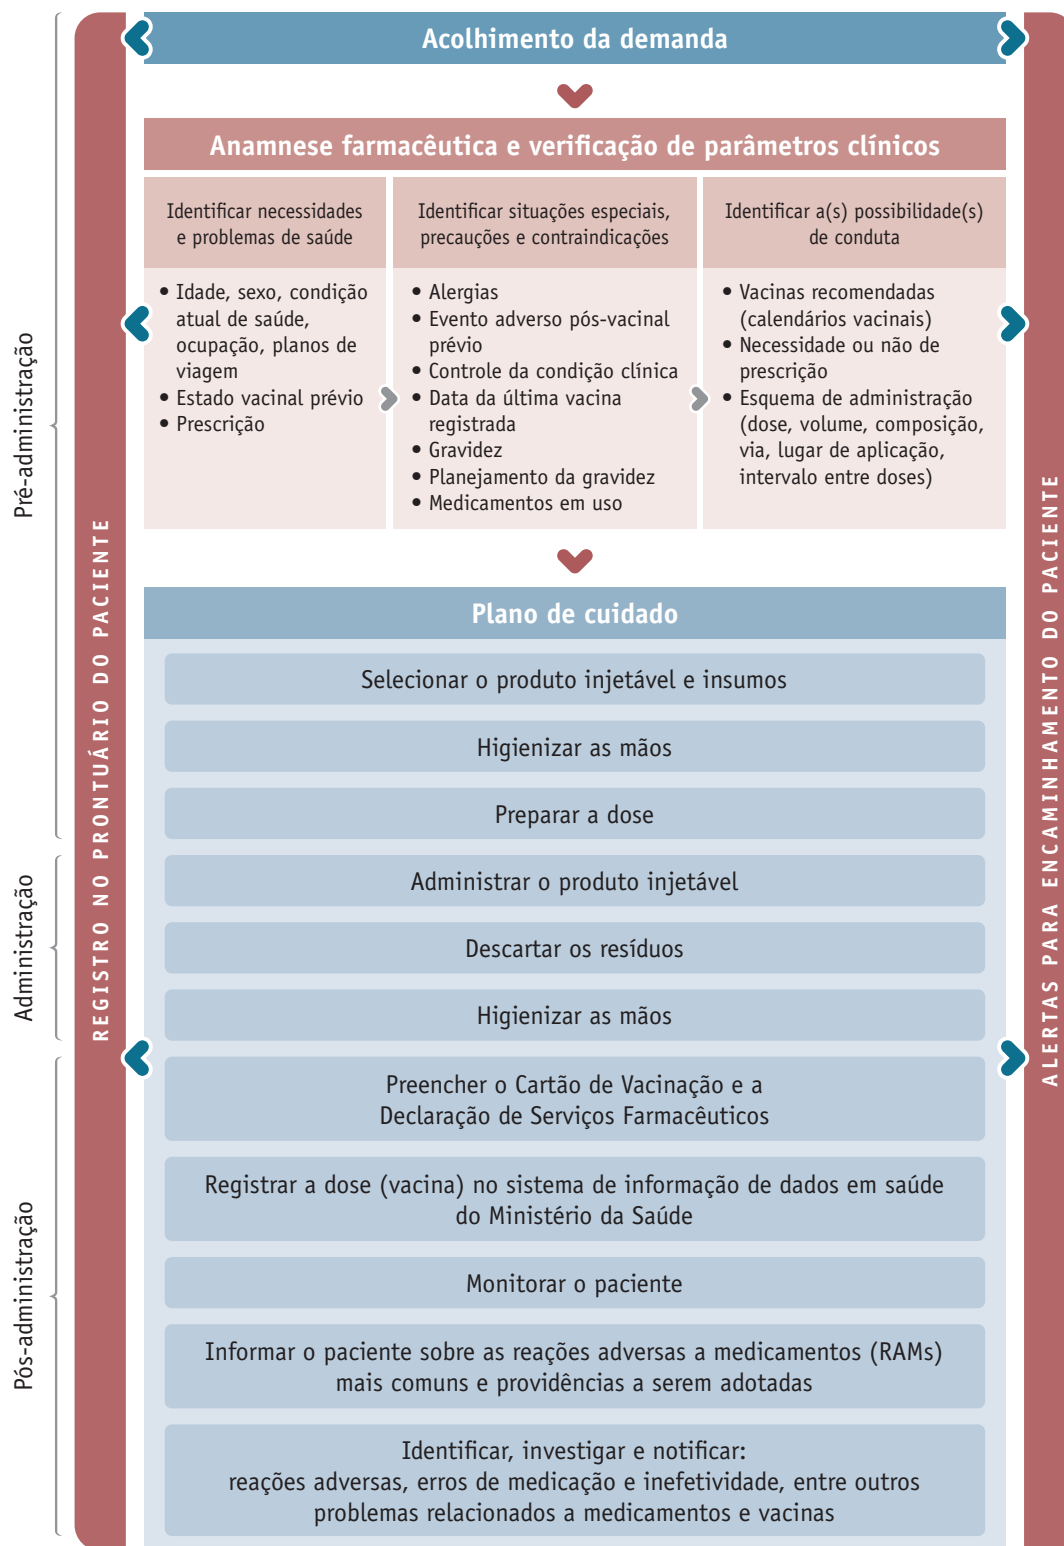 Acolhimento da demanda
Anamnese farmacêutica e verificação de parâmetros clínicos
Identificar necessidades
e problemas de saúde
• Idade, sexo, condição
atual de saúde,
ocupação, planos de
viagem
• Estado vacinal prévio
• Prescrição
Identificar situações especiais,
precauções e contraindicações
• Alergias
• Evento adverso pós-vacinal
prévio
• Controle da condição clínica
• Data da última vacina
registrada
• Gravidez
• Planejamento da gravidez
• Medicamentos em uso
Identificar a(s) possibilidade(s)
de conduta
• Vacinas recomendadas
(calendários vacinais)
• Necessidade ou não de
prescrição
• Esquema de administração
(dose, volume, composição,
via, lugar de aplicação,
intervalo entre doses)
Plano de cuidado
Selecionar o produto injetável e insumos
Higienizar as mãos
Preparar a dose
Administrar o produto injetável
Descartar os resíduos
Higienizar as mãos
Preencher o Cartão de Vacinação e a
Declaração de Serviços Farmacêuticos
Registrar a dose (vacina) no sistema de informação de dados em saúde
do Ministério da Saúde
Monitorar o paciente
Informar o paciente sobre as reações adversas a medicamentos (RAMs)
mais comuns e providências a serem adotadas
Identificar, investigar e notificar:
reações adversas, erros de medicação e inefetividade, entre outros
problemas relacionados a medicamentos e vacinas
Pré-administração
Administração
Pós-administração
REGISTRO NO PRONTUÁRIO DO PACIENTE
ALERTAS PARA ENCAMINHAMENTO DO PACIENTE